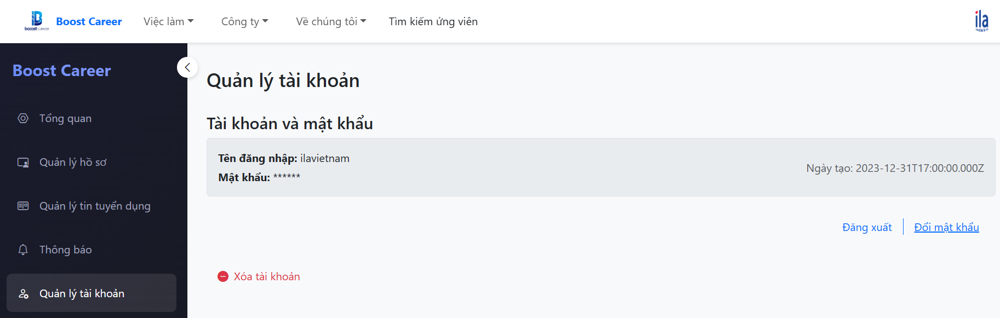 boost career
Boost Career
Việc làm
Công ty
Về chúng tôi
Tìm kiếm ứng viên
ila
Boost Career
Tổng quan
Quản lý hồ sơ
Quản lý tin tuyển dụng
Thông báo
Quản lý tài khoản
Quản lý tài khoản
Tài khoản và mật khẩu
Tên đăng nhập: ilavietnam
Mật khẩu: ******
Ngày tạo: 2023-12-31T17:00:00.000Z
Đăng xuất
Đổi mật khẩu
Xóa tài khoản